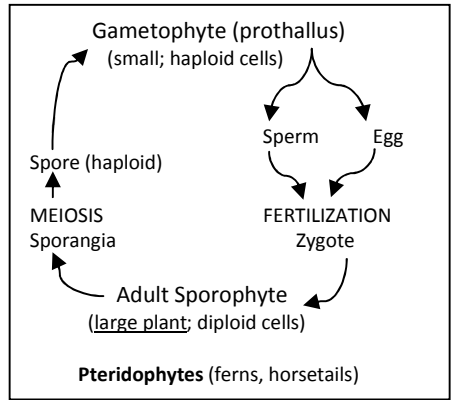 Gametophyte (prothallus)
(small; haploid cells)
Sperm
Egg
Spore (haploid)
MEIOSIS
Sporangia
FERTILIZATION
Zygote
Adult Sporophyte
(large plant; diploid cells)
Pteridophytes (ferns, horsetails)